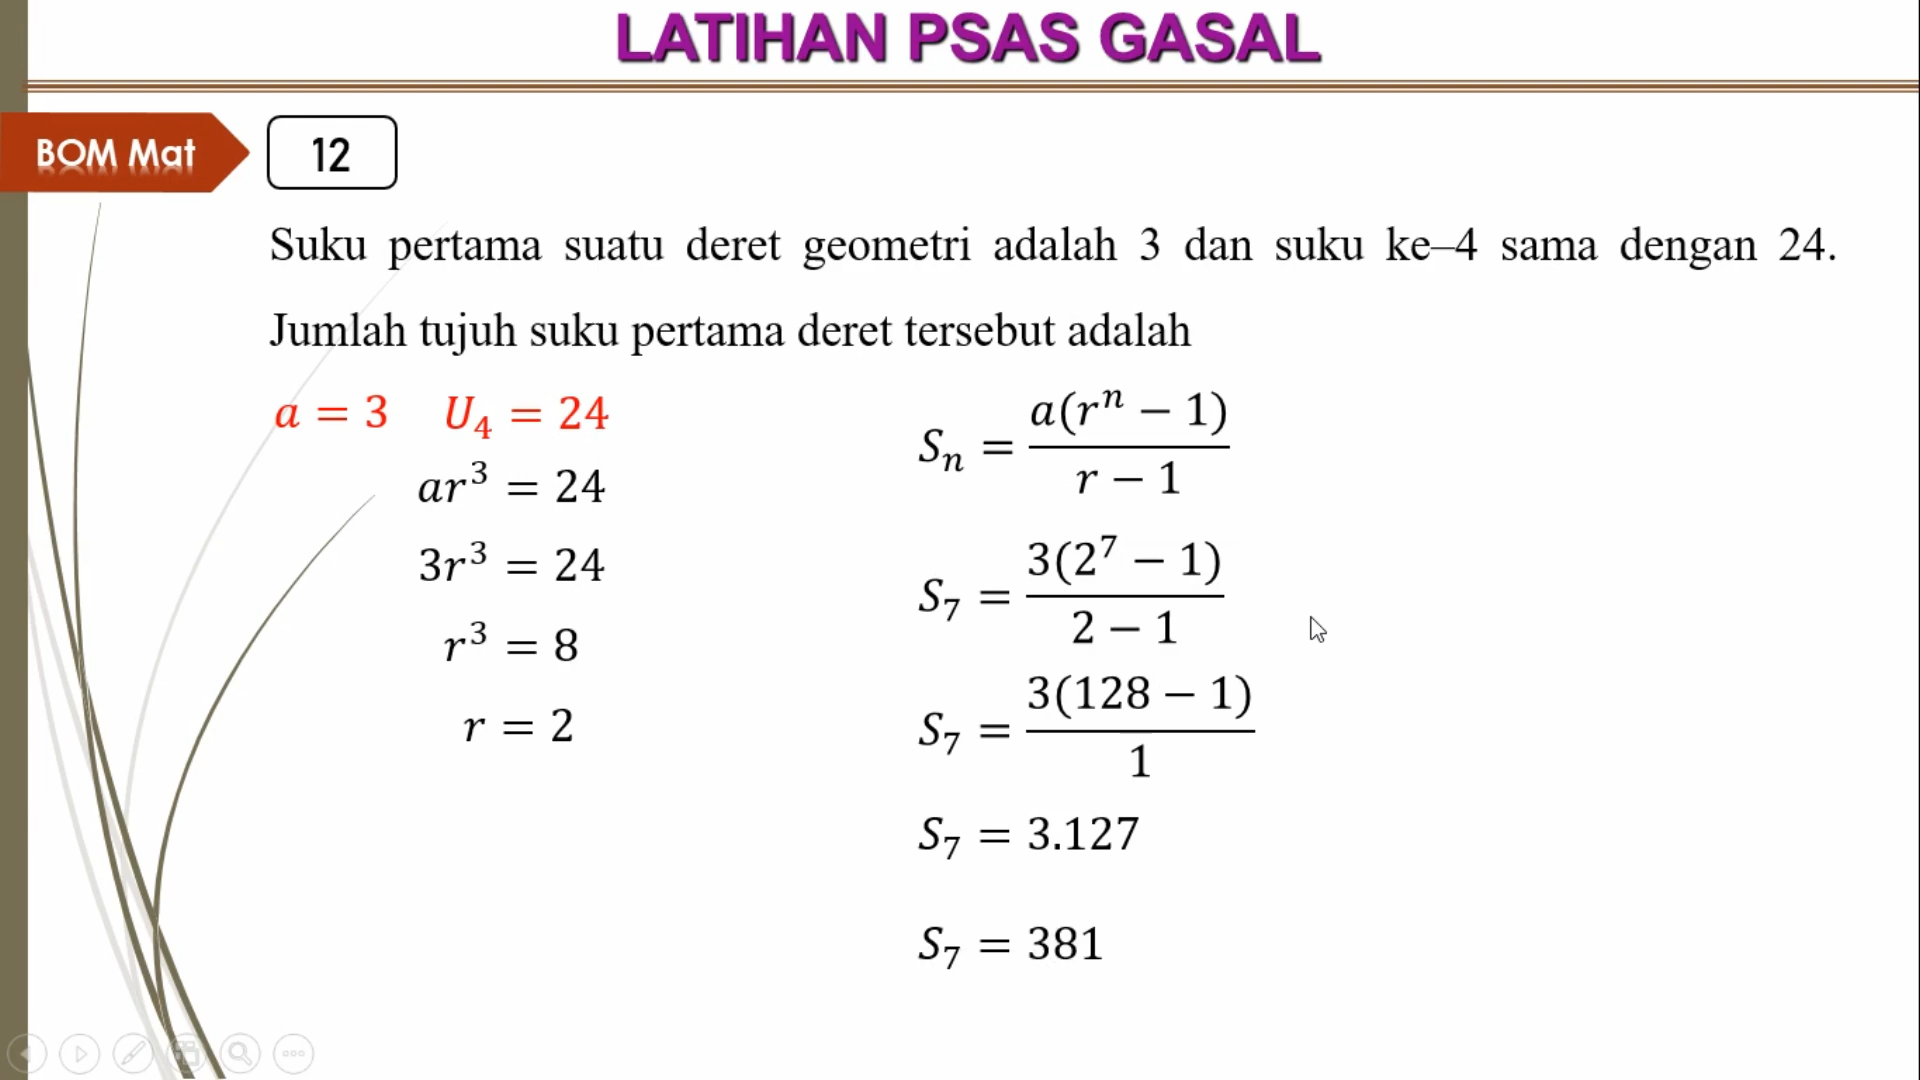 LATIHAN PSAS GASAL
BOM Mat
12
Suku pertama suatu deret geometri adalah 3 dan suku ke–4 sama dengan 24.
Jumlah tujuh suku pertama deret tersebut adalah
a = 3 U₄ = 24
ar³ = 24
3r³ = 24
r³ = 8
r = 2
Sₙ = a(rⁿ − 1) / r − 1
S₇ = 3(2⁷ − 1) / 2 − 1
S₇ = 3(128 − 1) / 1
S₇ = 3.127
S₇ = 381